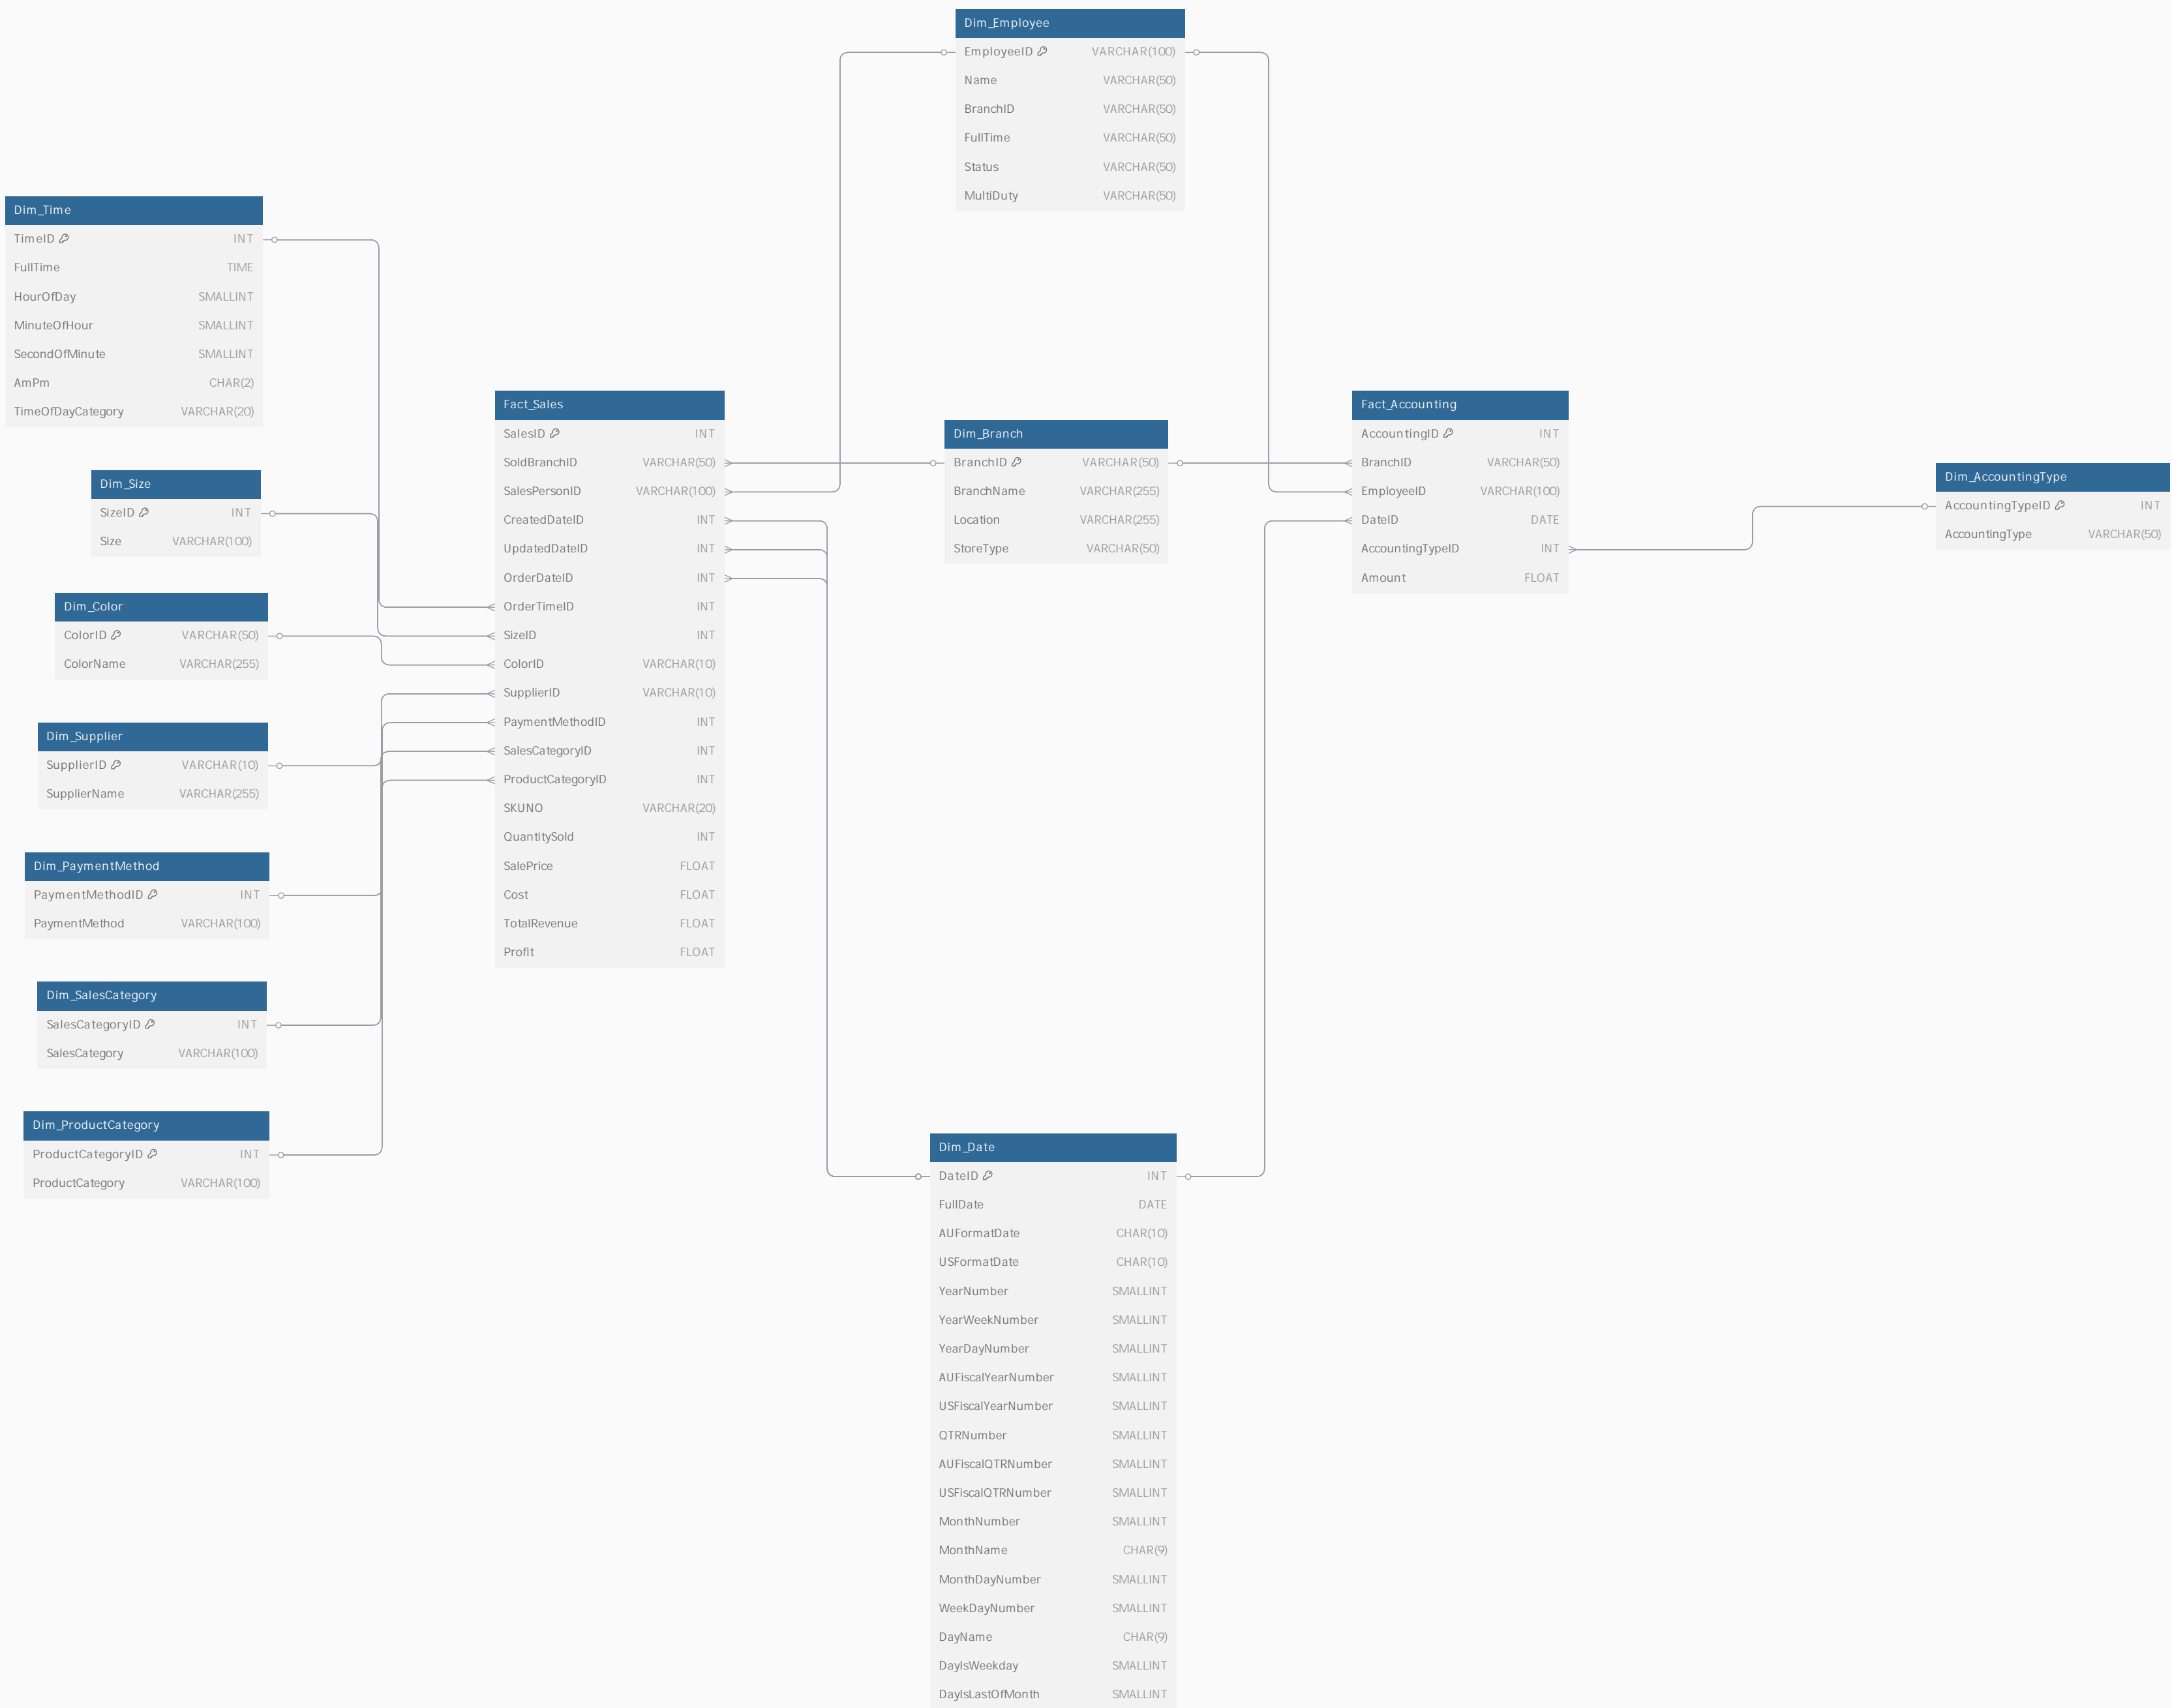 Dim_Employee
EmployeeID VARCHAR(100)
Name VARCHAR(50)
BranchID VARCHAR(50)
FullTime VARCHAR(50)
Status VARCHAR(50)
MultiDuty VARCHAR(50)
Dim_Time
TimeID INT
FullTime TIME
HourOfDay SMALLINT
MinuteOfHour SMALLINT
SecondOfMinute SMALLINT
AmPm CHAR(2)
TimeOfDayCategory VARCHAR(20)
Dim_Size
SizeID INT
Size VARCHAR(100)
Dim_Color
ColorID VARCHAR(50)
ColorName VARCHAR(255)
Dim_Supplier
SupplierID VARCHAR(10)
SupplierName VARCHAR(255)
Dim_PaymentMethod
PaymentMethodID INT
PaymentMethod VARCHAR(100)
Dim_SalesCategory
SalesCategoryID INT
SalesCategory VARCHAR(100)
Dim_ProductCategory
ProductCategoryID INT
ProductCategory VARCHAR(100)
Fact_Sales
SalesID INT
SoldBranchID VARCHAR(50)
SalesPersonID VARCHAR(100)
CreatedDateID INT
UpdatedDateID INT
OrderDateID INT
OrderTimeID INT
SizeID INT
ColorID VARCHAR(10)
SupplierID VARCHAR(10)
PaymentMethodID INT
SalesCategoryID INT
ProductCategoryID INT
SKUNO VARCHAR(20)
QuantitySold INT
SalePrice FLOAT
Cost FLOAT
TotalRevenue FLOAT
Profit FLOAT
Dim_Branch
BranchID VARCHAR(50)
BranchName VARCHAR(255)
Location VARCHAR(255)
StoreType VARCHAR(50)
Fact_Accounting
AccountingID INT
BranchID VARCHAR(50)
EmployeeID VARCHAR(100)
DateID DATE
AccountingTypeID INT
Amount FLOAT
Dim_AccountingType
AccountingTypeID INT
AccountingType VARCHAR(50)
Dim_Date
DateID INT
FullDate DATE
AUFormatDate CHAR(10)
USFormatDate CHAR(10)
YearNumber SMALLINT
YearWeekNumber SMALLINT
YearDayNumber SMALLINT
AUFiscalYearNumber SMALLINT
USFiscalYearNumber SMALLINT
QTRNumber SMALLINT
AUFiscalQTRNumber SMALLINT
USFiscalQTRNumber SMALLINT
MonthNumber SMALLINT
MonthName CHAR(9)
MonthDayNumber SMALLINT
WeekDayNumber SMALLINT
DayName CHAR(9)
DayIsWeekday SMALLINT
DayIsLastOfMonth SMALLINT